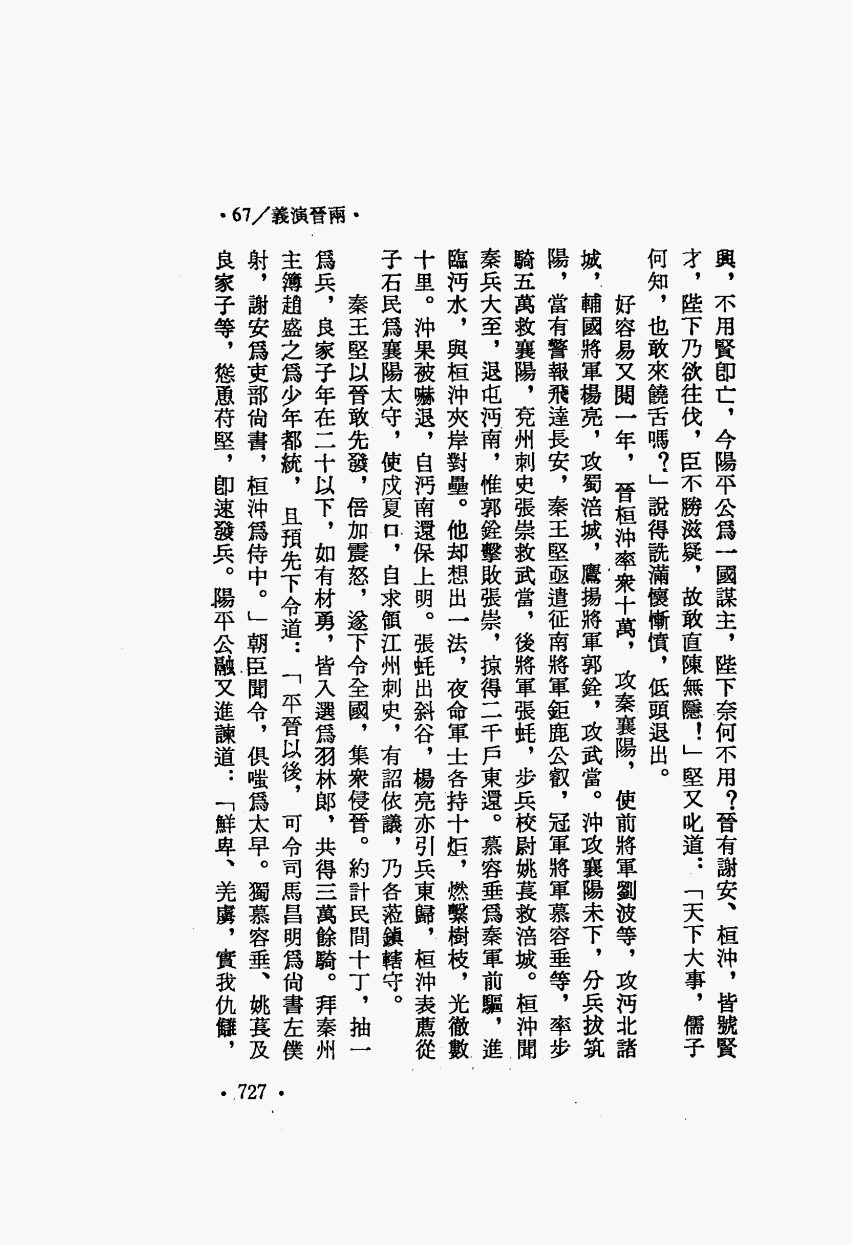 •67／義演晉兩•
興，不用賢卽亡，今陽平公爲一國謀主，陛下奈何不用？晉有謝安、桓沖，皆號賢
才，陛下乃欲往伐，臣不勝滋疑，故敢直陳無隱！」堅又叱道：「天下大事，儒子
何知，也敢來饒舌嗎？」說得詵滿懷慚憤，低頭退出。
好容易又閱一年，晉桓沖率衆十萬，攻秦襄陽，使前將軍劉波等，攻沔北諸
城，輔國將軍楊亮，攻蜀涪城，鷹揚將軍郭銓，攻武當。沖攻襄陽未下，分兵拔筑
陽，當有警報飛達長安，秦王堅亟遣征南將軍鉅鹿公叡，冠軍將軍慕容垂等，率步
騎五萬救襄陽，兗州刺史張崇救武當，後將軍張蚝，步兵校尉姚萇救涪城。桓沖聞
秦兵大至，退屯沔南，惟郭銓擊敗張崇，掠得二千戶東還。慕容垂爲秦軍前驅，進
臨沔水，與桓沖夾岸對壘。他却想出一法，夜命軍士各持十炬，燃繫樹枝，光徹數
十里。沖果被嚇退，自沔南還保上明。張蚝出斜谷，楊亮亦引兵東歸，桓沖表薦從
子石民爲襄陽太守，使戍夏口，自求領江州刺史，有詔依議，乃各蒞鎮轄守。
秦王堅以晉敢先發，倍加震怒，遂下令全國，集衆侵晉。約計民間十丁，抽一
爲兵，良家子年在二十以下，如有材勇，皆入選爲羽林郞，共得三萬餘騎。拜秦州
主簿趙盛之爲少年都統，且預先下令道：「平晉以後，可令司馬昌明爲尙書左僕
射，謝安爲吏部尙書，桓沖爲侍中。」朝臣聞令，俱嗤爲太早。獨慕容垂、姚萇及
良家子等，慫恿苻堅，卽速發兵。陽平公融又進諫道：「鮮卑、羌虜，實我仇讎，
•727•